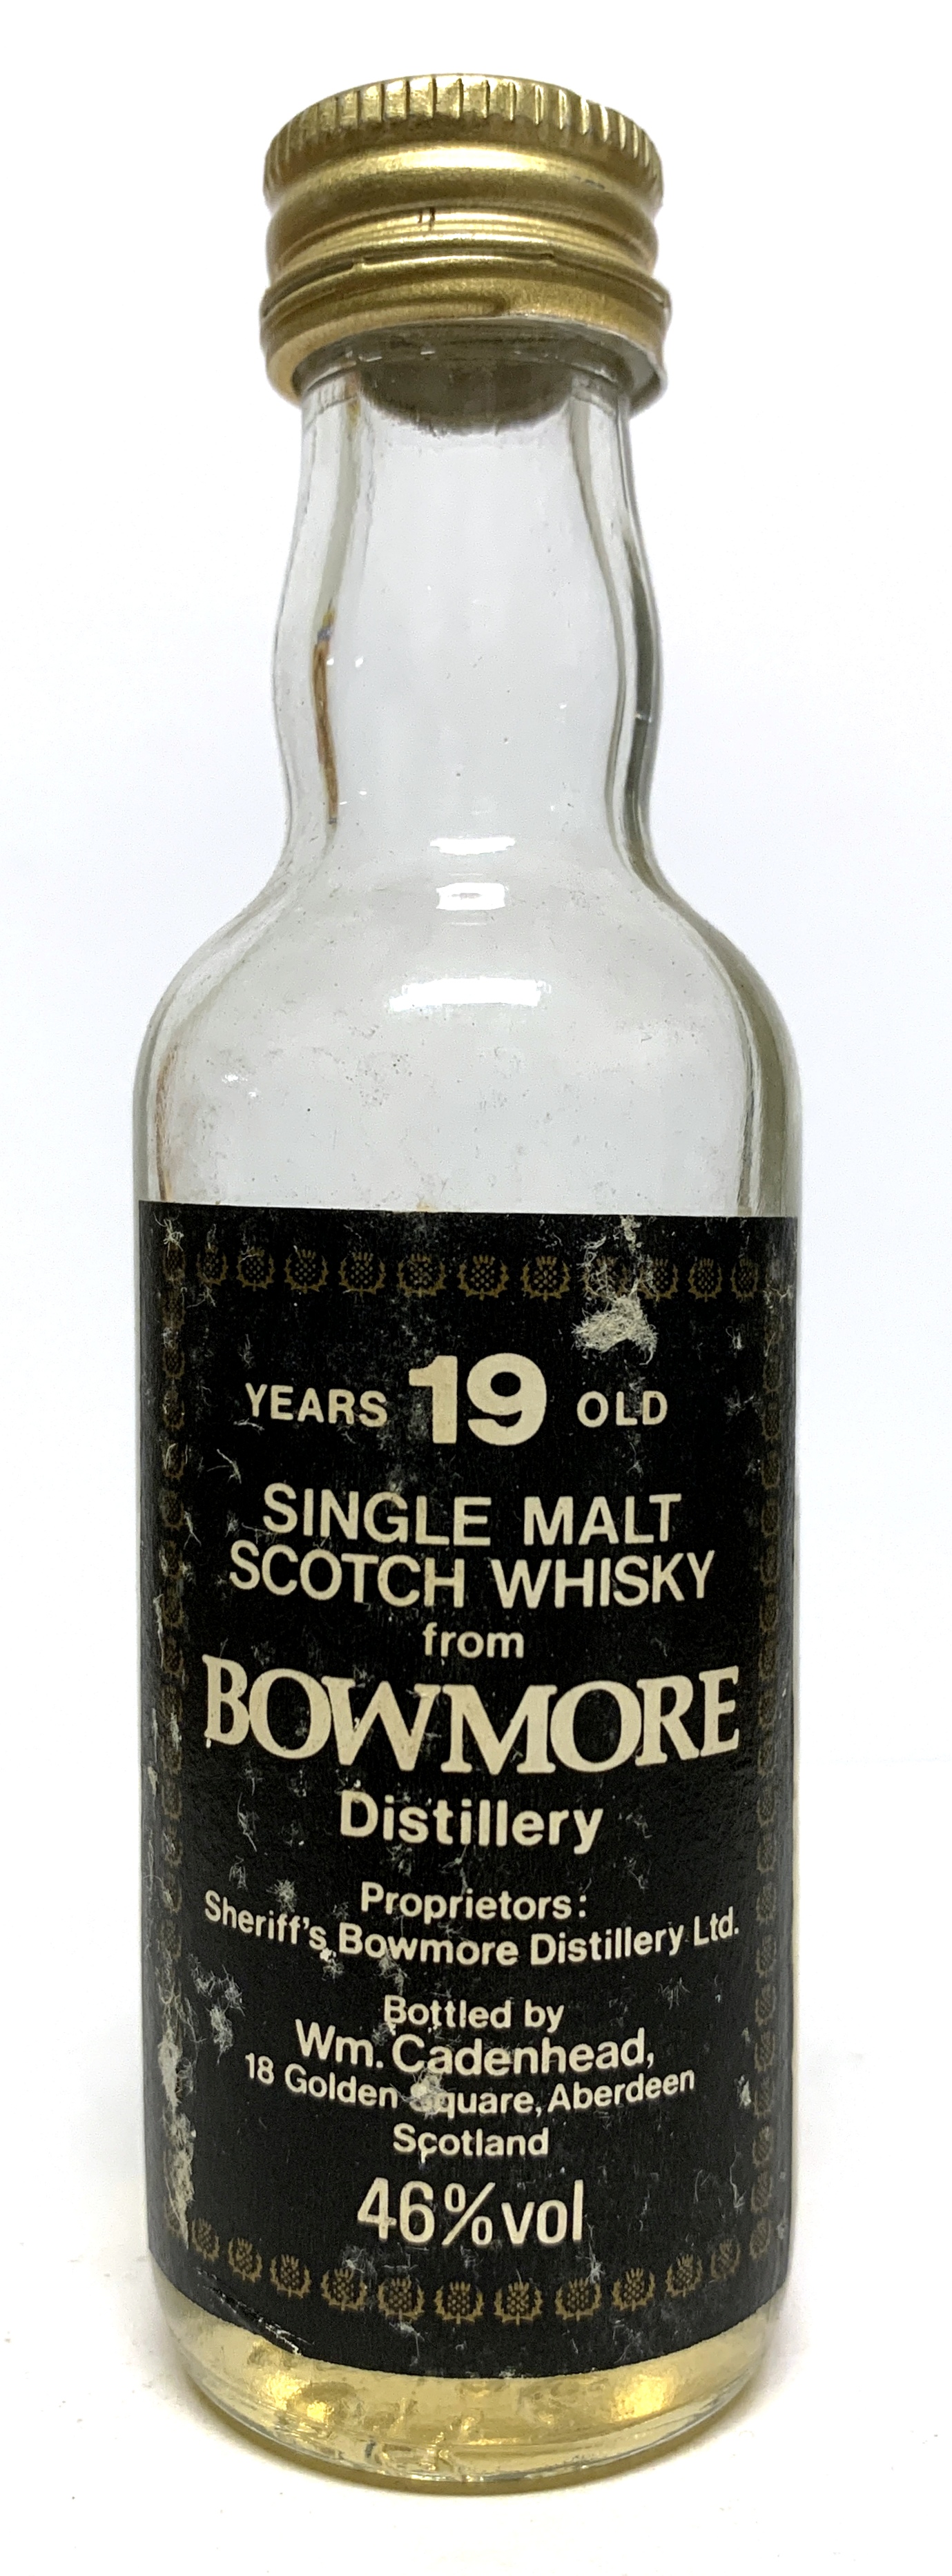 YEARS 19 OLD
SINGLE MALT
SCOTCH WHISKY
from
BOWMORE
Distillery
Proprietors:
Sheriff's Bowmore Distillery Ltd.
Bottled by
Wm. Cadenhead,
18 Golden Square, Aberdeen
Scotland
46% vol